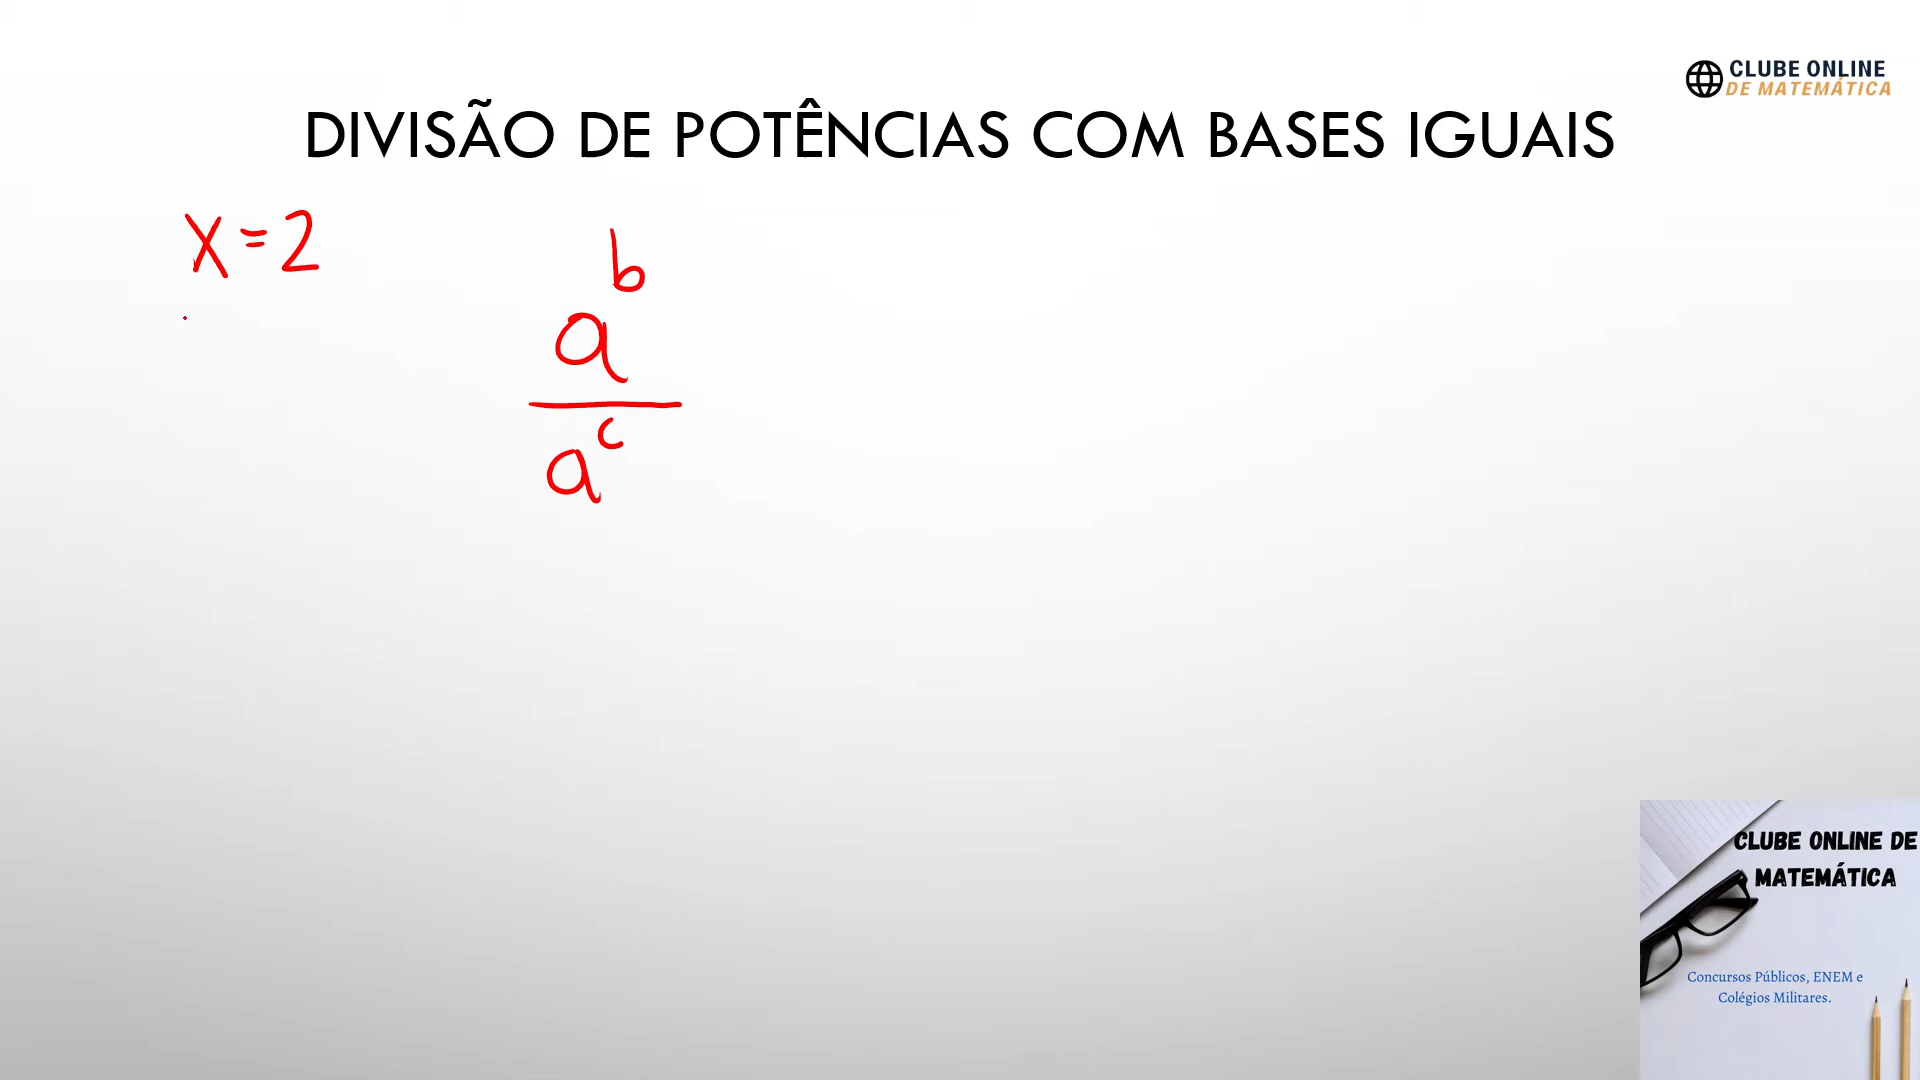 CLUBE ONLINE
DE MATEMÁTICA
DIVISÃO DE POTÊNCIAS COM BASES IGUAIS
x=2
b
a
a^c
CLUBE ONLINE DE
MATEMÁTICA
Concursos Públicos, ENEM e
Colégios Militares.